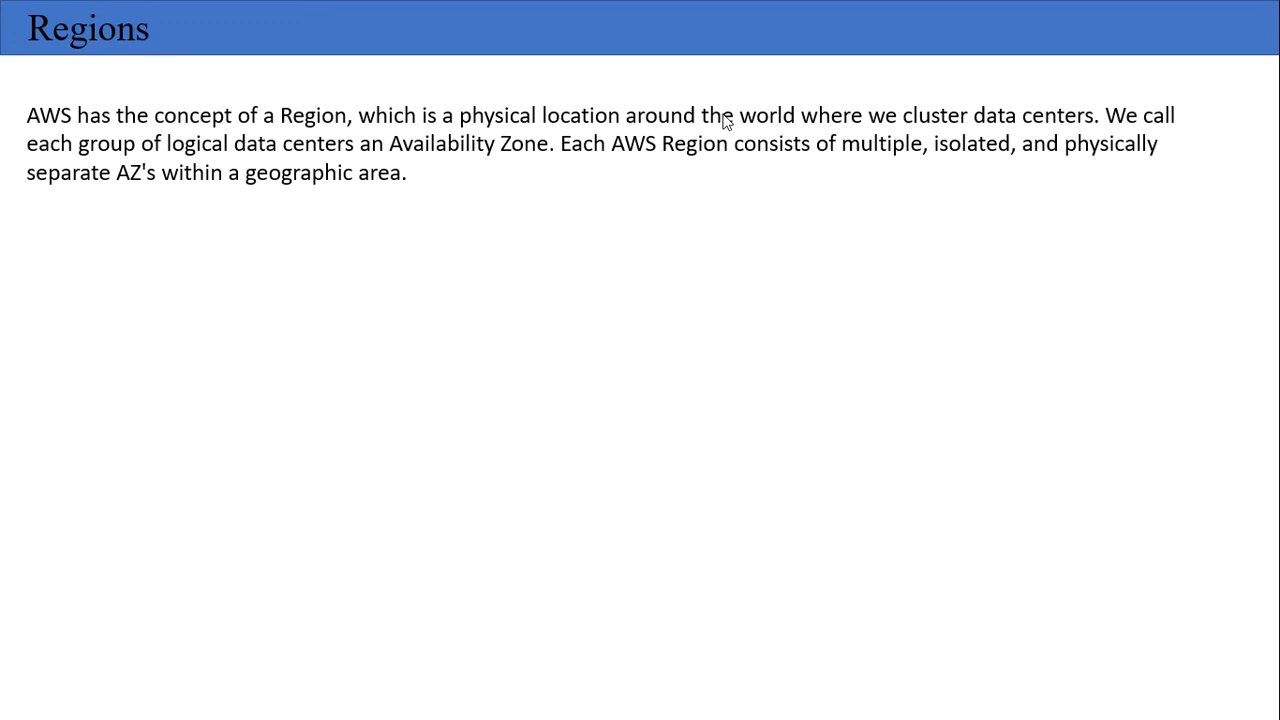 Regions
AWS has the concept of a Region, which is a physical location around the world where we cluster data centers. We call
each group of logical data centers an Availability Zone. Each AWS Region consists of multiple, isolated, and physically
separate AZ's within a geographic area.